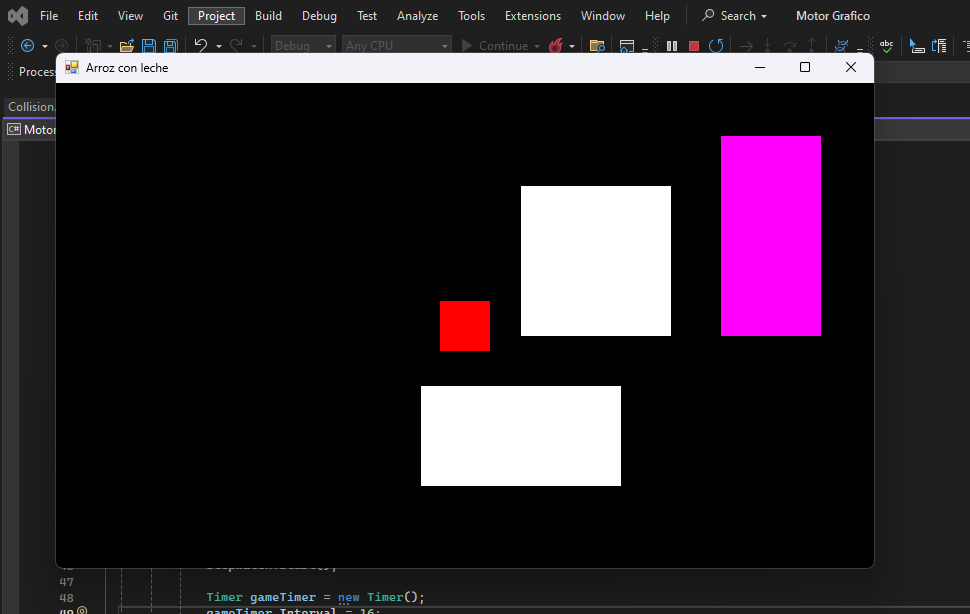 File Edit View Git Project Build Debug Test Analyze Tools Extensions Window Help Search Motor Grafico
Debug Any CPU Continue abc
Proces
Arroz con leche
Collision.
C# Motor
47
48 Timer gameTimer = new Timer();
49 gameTimer.Interval = 16;